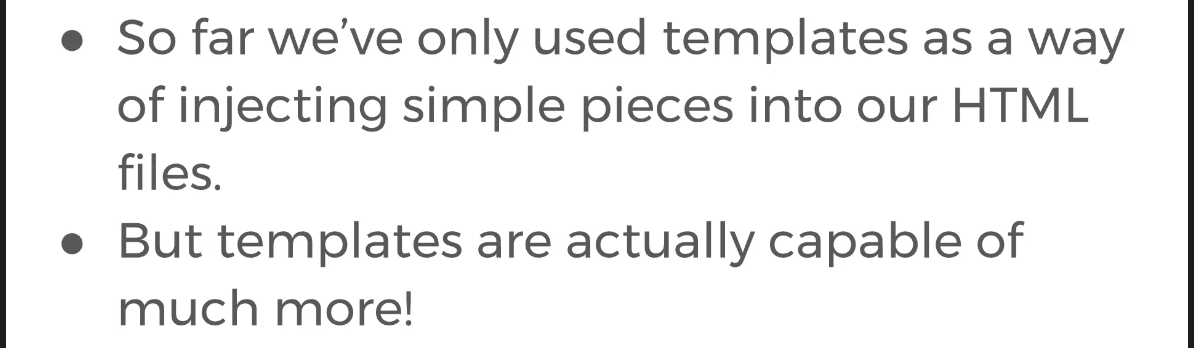 ● So far we’ve only used templates as a way
of injecting simple pieces into our HTML
files.
● But templates are actually capable of
much more!